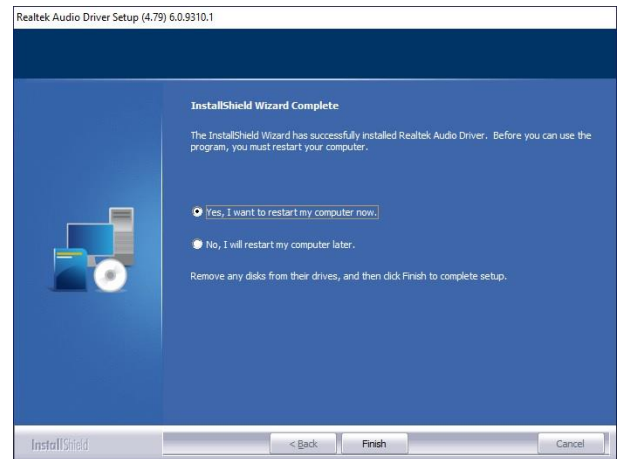 Realtek Audio Driver Setup (4.79) 6.0.9310.1
InstallShield Wizard Complete
The InstallShield Wizard has successfully installed Realtek Audio Driver. Before you can use the
program, you must restart your computer.
Yes, I want to restart my computer now.
No, I will restart my computer later.
Remove any disks from their drives, and then click Finish to complete setup.
InstallShield
< Back Finish Cancel